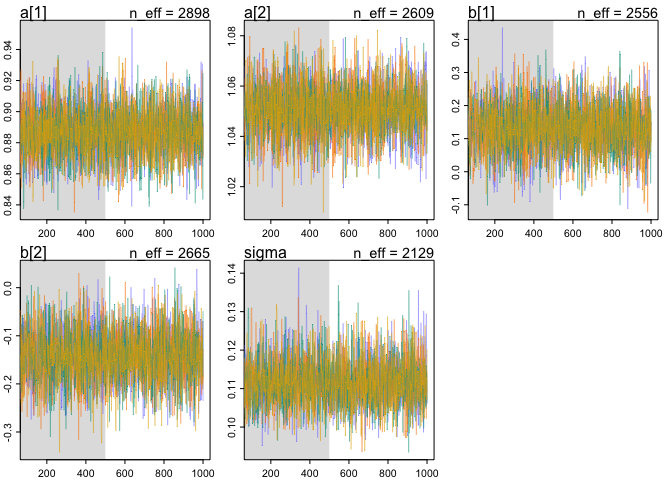 a[1] n_eff = 2898
0.84 0.86 0.88 0.90 0.92 0.94
200 400 600 800 1000
a[2] n_eff = 2609
1.02 1.04 1.06 1.08
200 400 600 800 1000
b[1] n_eff = 2556
-0.1 0.0 0.1 0.2 0.3 0.4
200 400 600 800 1000
b[2] n_eff = 2665
-0.3 -0.2 -0.1 0.0
200 400 600 800 1000
sigma n_eff = 2129
0.10 0.11 0.12 0.13 0.14
200 400 600 800 1000